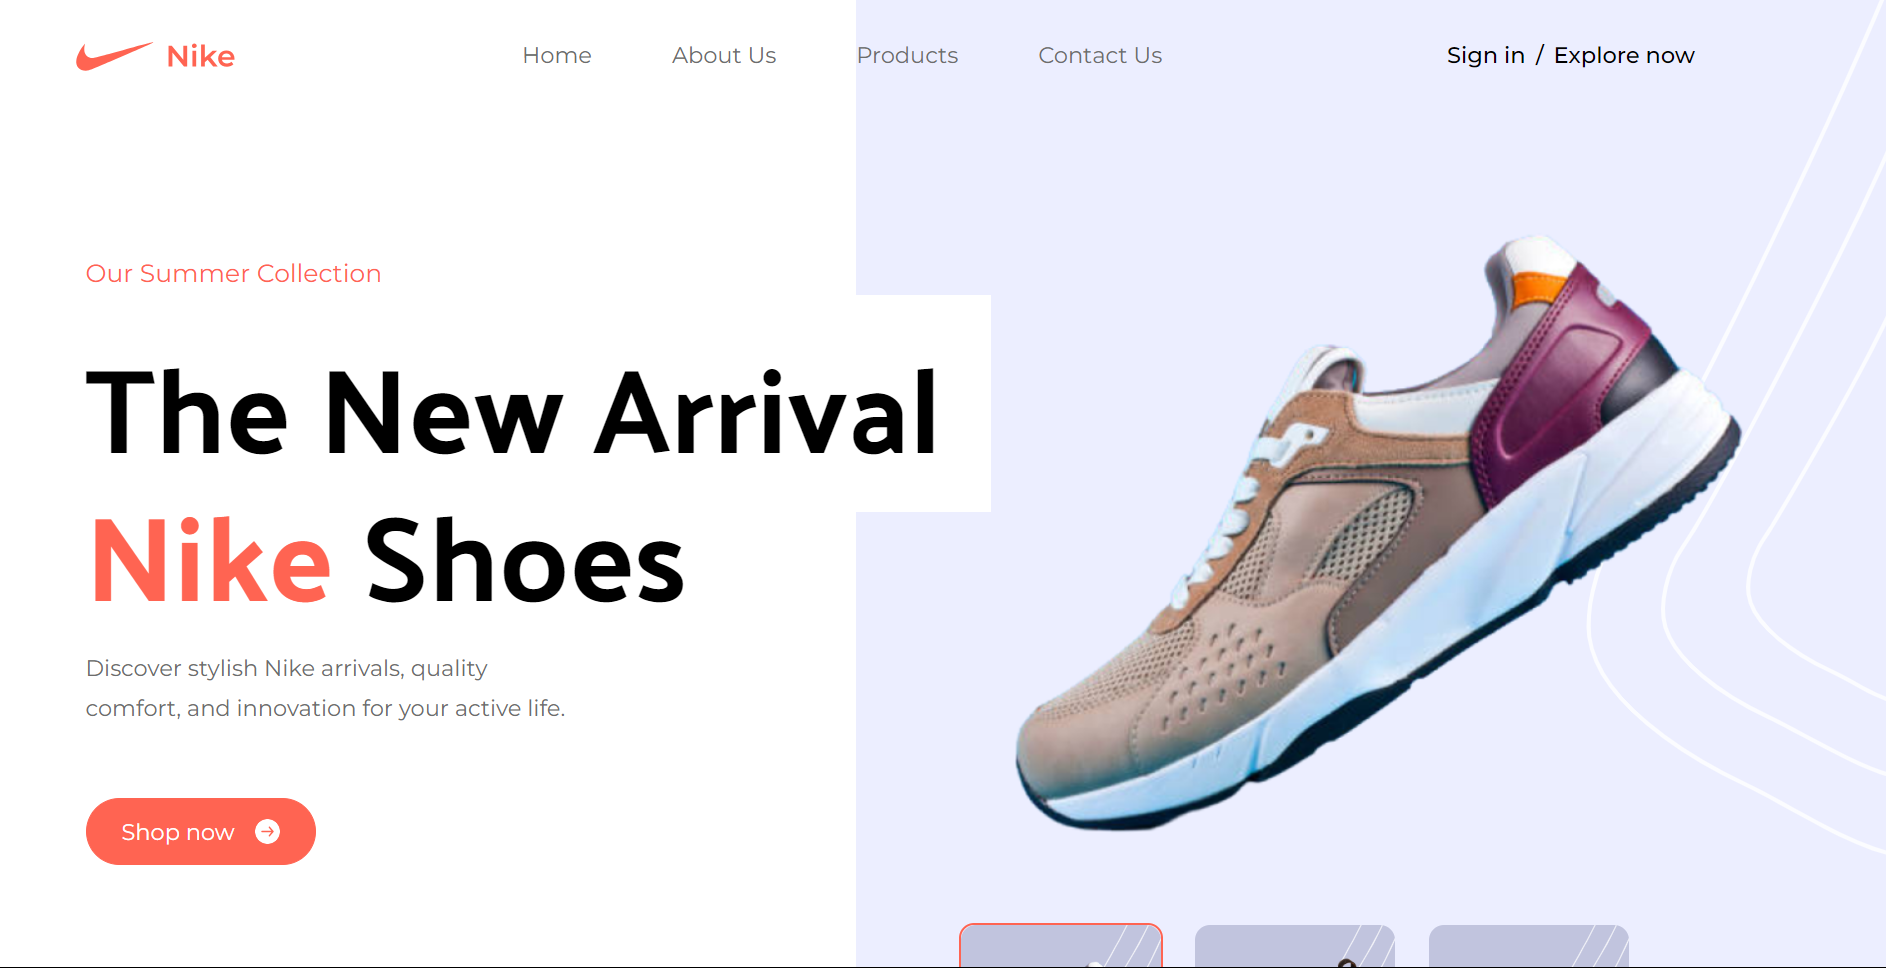 Nike
Home
About Us
Products
Contact Us
Sign in / Explore now
Our Summer Collection
The New Arrival
Nike Shoes
Discover stylish Nike arrivals, quality
comfort, and innovation for your active life.
Shop now